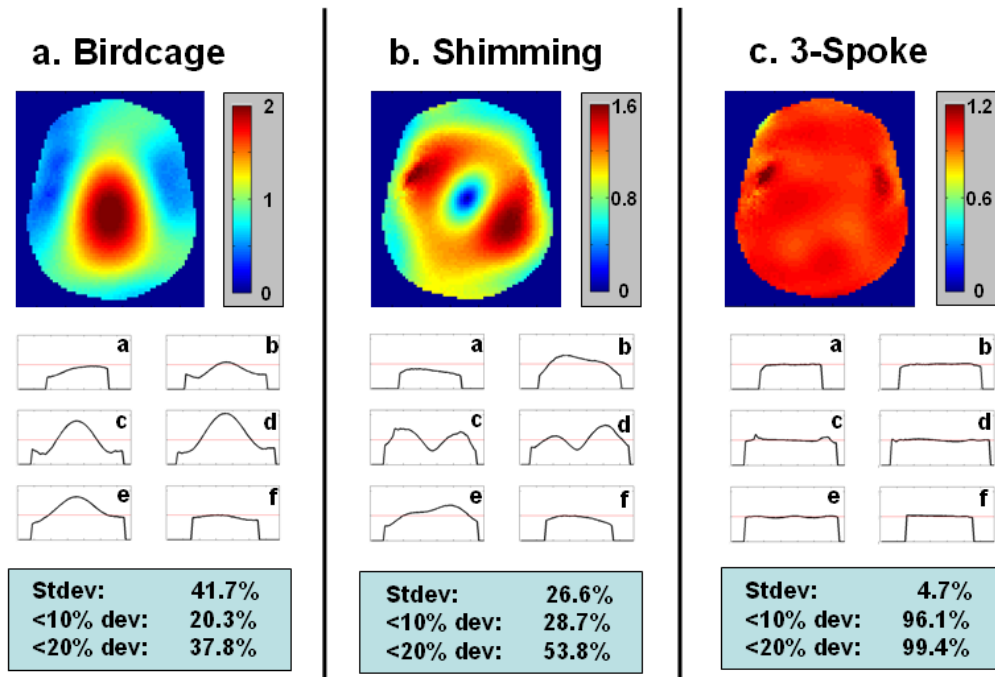 a. Birdcage
2
1
0
a
b
c
d
e
f
Stdev: 41.7%
<10% dev: 20.3%
<20% dev: 37.8%
b. Shimming
1.6
0.8
0
a
b
c
d
e
f
Stdev: 26.6%
<10% dev: 28.7%
<20% dev: 53.8%
c. 3-Spoke
1.2
0.6
0
a
b
c
d
e
f
Stdev: 4.7%
<10% dev: 96.1%
<20% dev: 99.4%